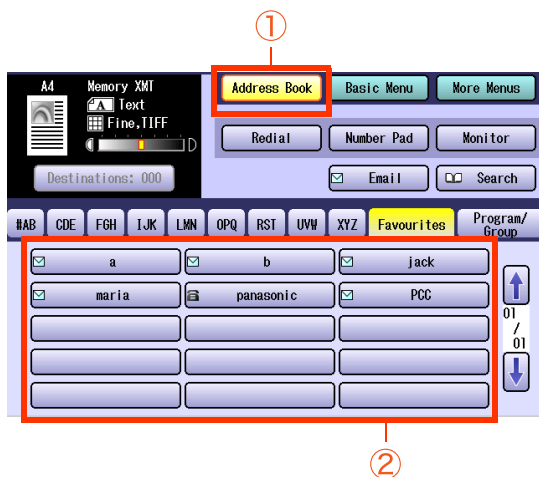 ①
A4 Memory XMT
A Text
Fine,TIFF
D
Destinations: 000
Address Book Basic Menu More Menus
Redial Number Pad Monitor
Email Search
#AB CDE FGH IJK LMN OPQ RST UVW XYZ Favourites Program/
Group
a b jack
maria panasonic PCC
01
/
01
②